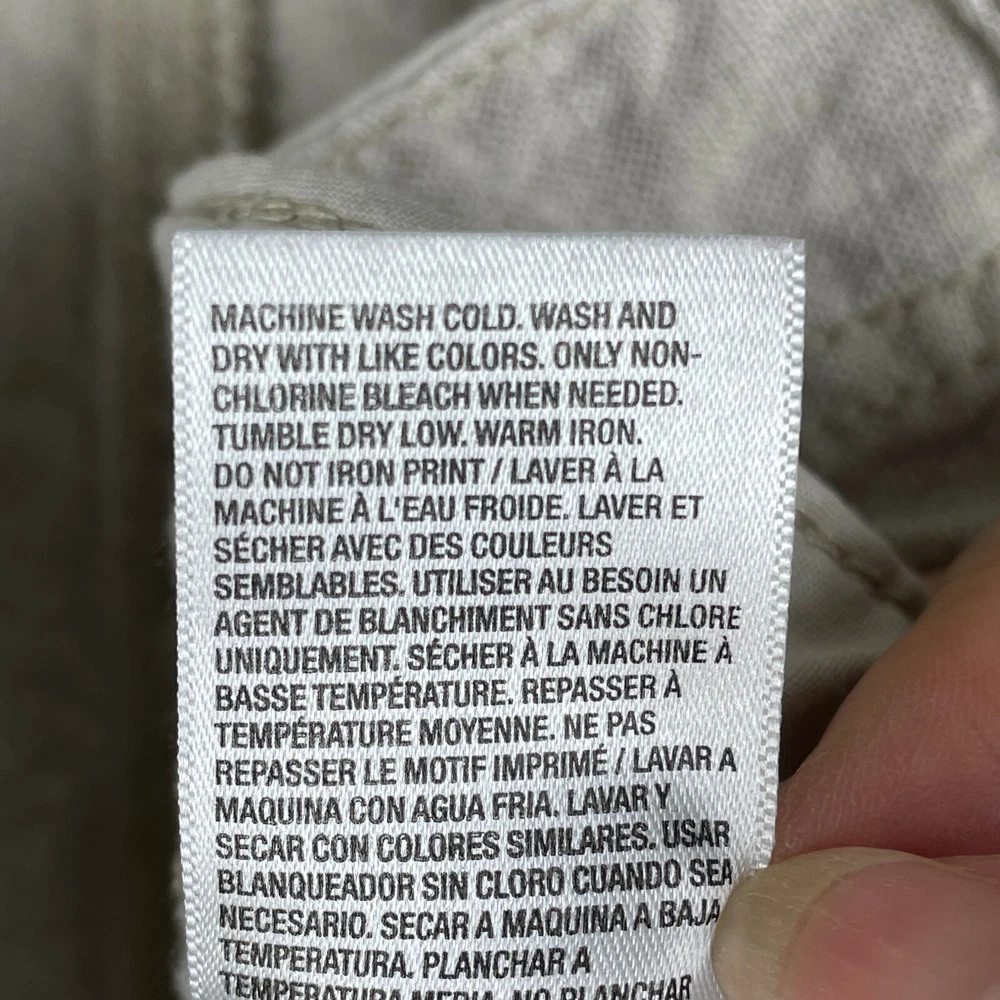 MACHINE WASH COLD. WASH AND
DRY WITH LIKE COLORS. ONLY NON-
CHLORINE BLEACH WHEN NEEDED.
TUMBLE DRY LOW. WARM IRON.
DO NOT IRON PRINT / LAVER À LA
MACHINE À L'EAU FROIDE. LAVER ET
SÉCHER AVEC DES COULEURS
SEMBLABLES. UTILISER AU BESOIN UN
AGENT DE BLANCHIMENT SANS CHLORE
UNIQUEMENT. SÉCHER À LA MACHINE À
BASSE TEMPÉRATURE. REPASSER À
TEMPÉRATURE MOYENNE. NE PAS
REPASSER LE MOTIF IMPRIMÉ / LAVAR A
MAQUINA CON AGUA FRIA. LAVAR Y
SECAR CON COLORES SIMILARES. USAR
BLANQUEADOR SIN CLORO CUANDO SEA
NECESARIO. SECAR A MAQUINA A BAJA
TEMPERATURA. PLANCHAR A
TEMPERATURA MEDIA. NO PLANCHAR